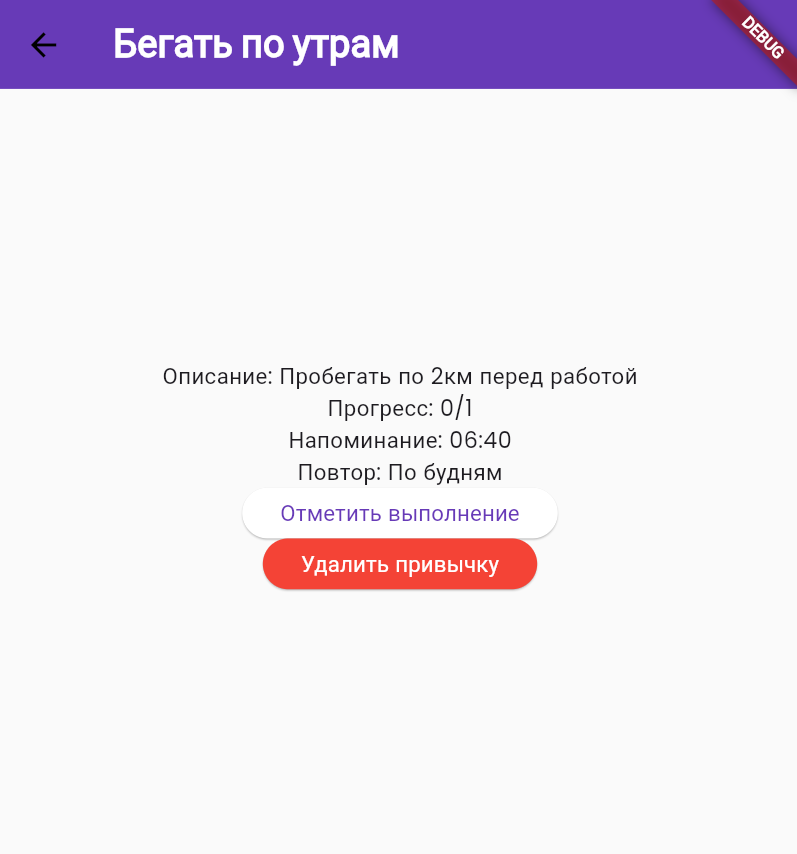 Бегать по утрам
DEBUG
Описание: Пробегать по 2км перед работой
Прогресс: 0/1
Напоминание: 06:40
Повтор: По будням
Отметить выполнение
Удалить привычку